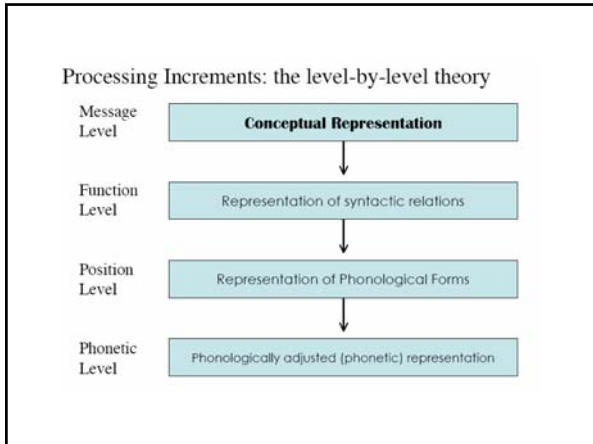 Processing Increments: the level-by-level theory
Message
Level
Conceptual Representation
Function
Level
Representation of syntactic relations
Position
Level
Representation of Phonological Forms
Phonetic
Level
Phonologically adjusted (phonetic) representation